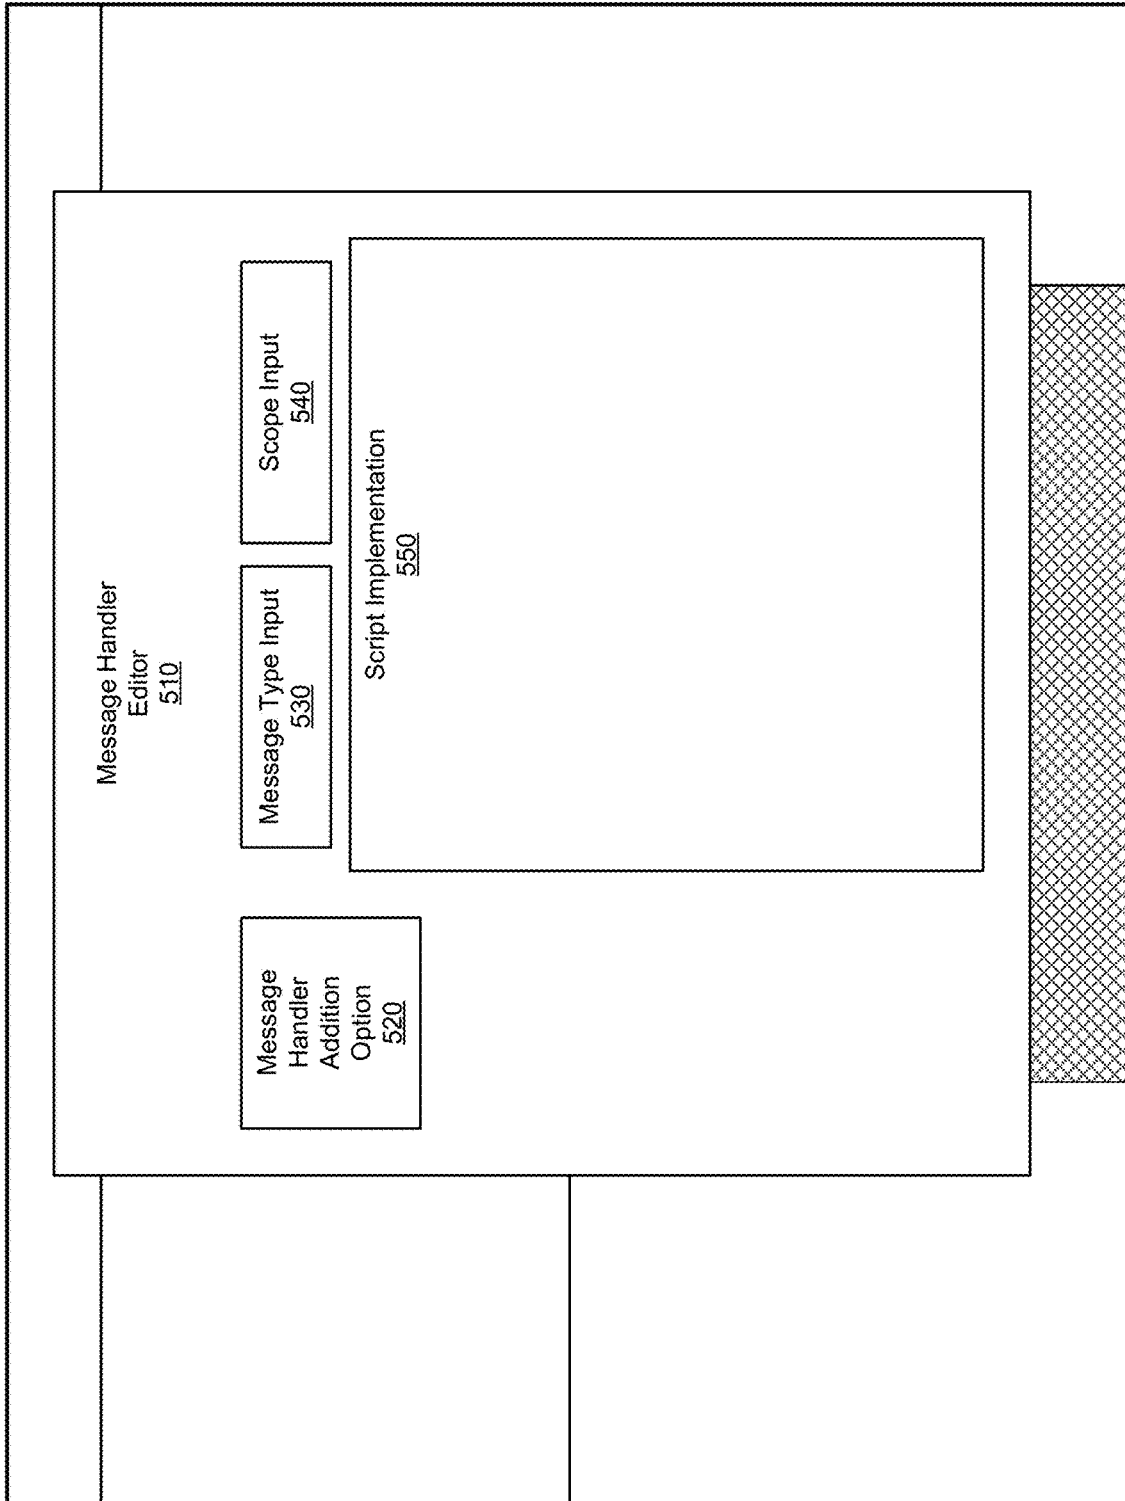 Message Handler
Editor
510
Message
Handler
Addition
Option
520
Message Type Input
530
Scope Input
540
Script Implementation
550